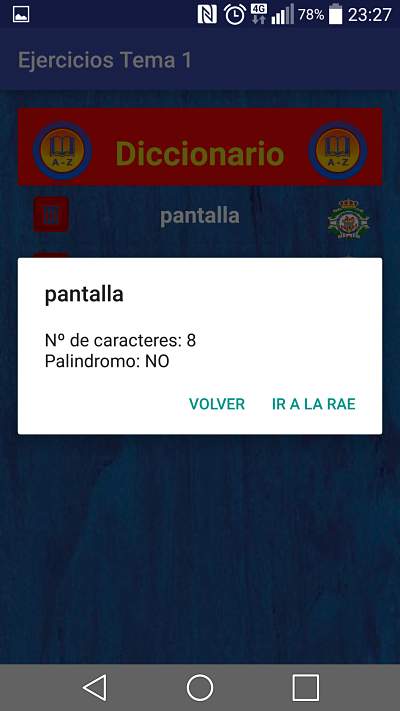 4G
78%
23:27
Ejercicios Tema 1
A-Z
Diccionario
A-Z
pantalla
pantalla
Nº de caracteres: 8
Palindromo: NO
VOLVER
IR A LA RAE